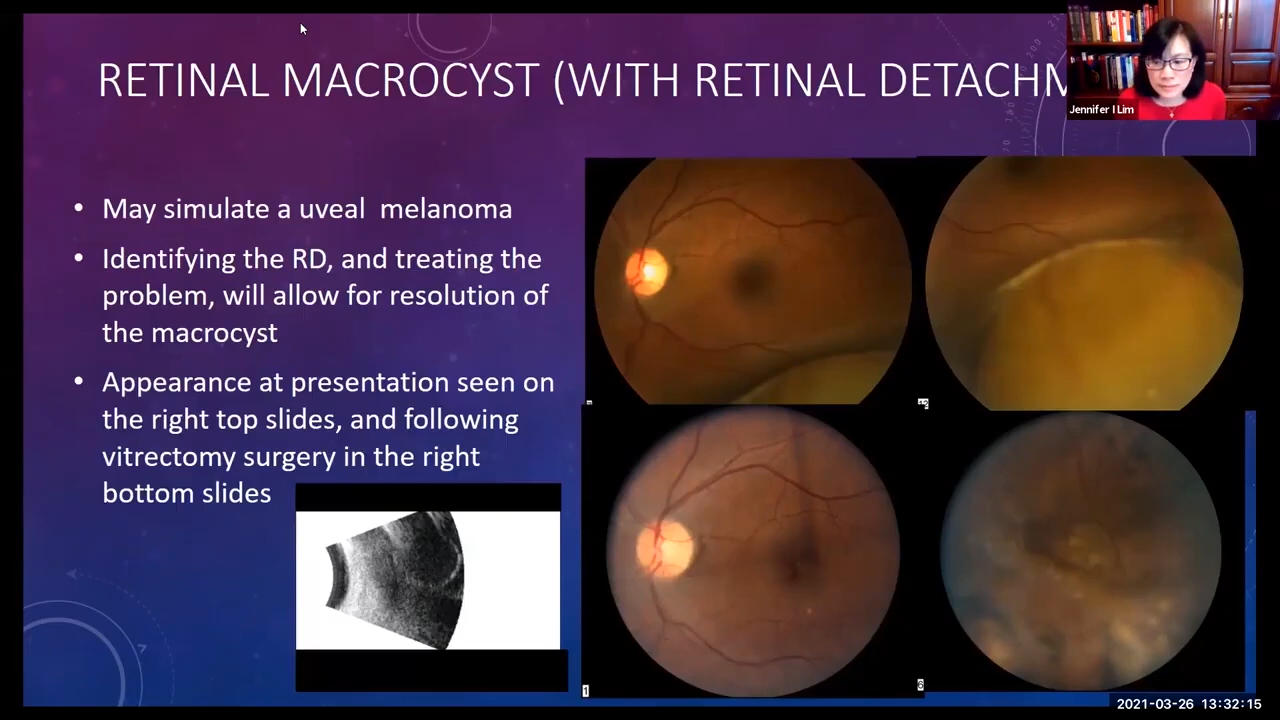 RETINAL MACROCYST (WITH RETINAL DETACHM
Jennifer I Lim
• May simulate a uveal melanoma
• Identifying the RD, and treating the
problem, will allow for resolution of
the macrocyst
• Appearance at presentation seen on
the right top slides, and following
vitrectomy surgery in the right
bottom slides
1
6
2021-03-26 13:32:15